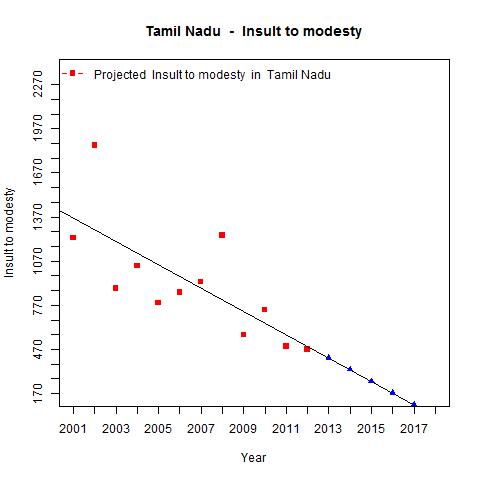 Tamil Nadu - Insult to modesty
Projected Insult to modesty in Tamil Nadu
2270
1970
1670
1370
1070
770
470
170
Insult to modesty
2001 2003 2005 2007 2009 2011 2013 2015 2017
Year